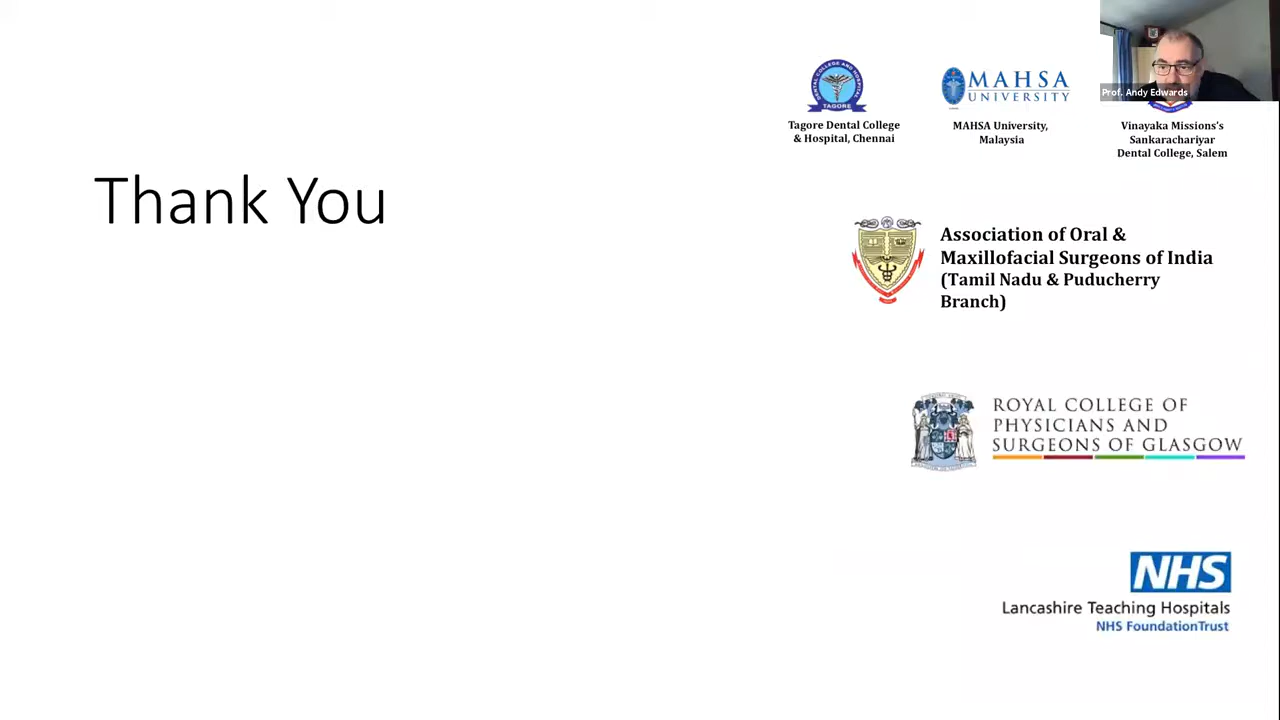 Prof. Andy Edwards
TAGORE
MAHSA
UNIVERSITY
Tagore Dental College
& Hospital, Chennai
MAHSA University,
Malaysia
Vinayaka Missions's
Sankarachariyar
Dental College, Salem
Thank You
Association of Oral &
Maxillofacial Surgeons of India
(Tamil Nadu & Puducherry
Branch)
ROYAL COLLEGE OF
PHYSICIANS AND
SURGEONS OF GLASGOW
NHS
Lancashire Teaching Hospitals
NHS FoundationTrust